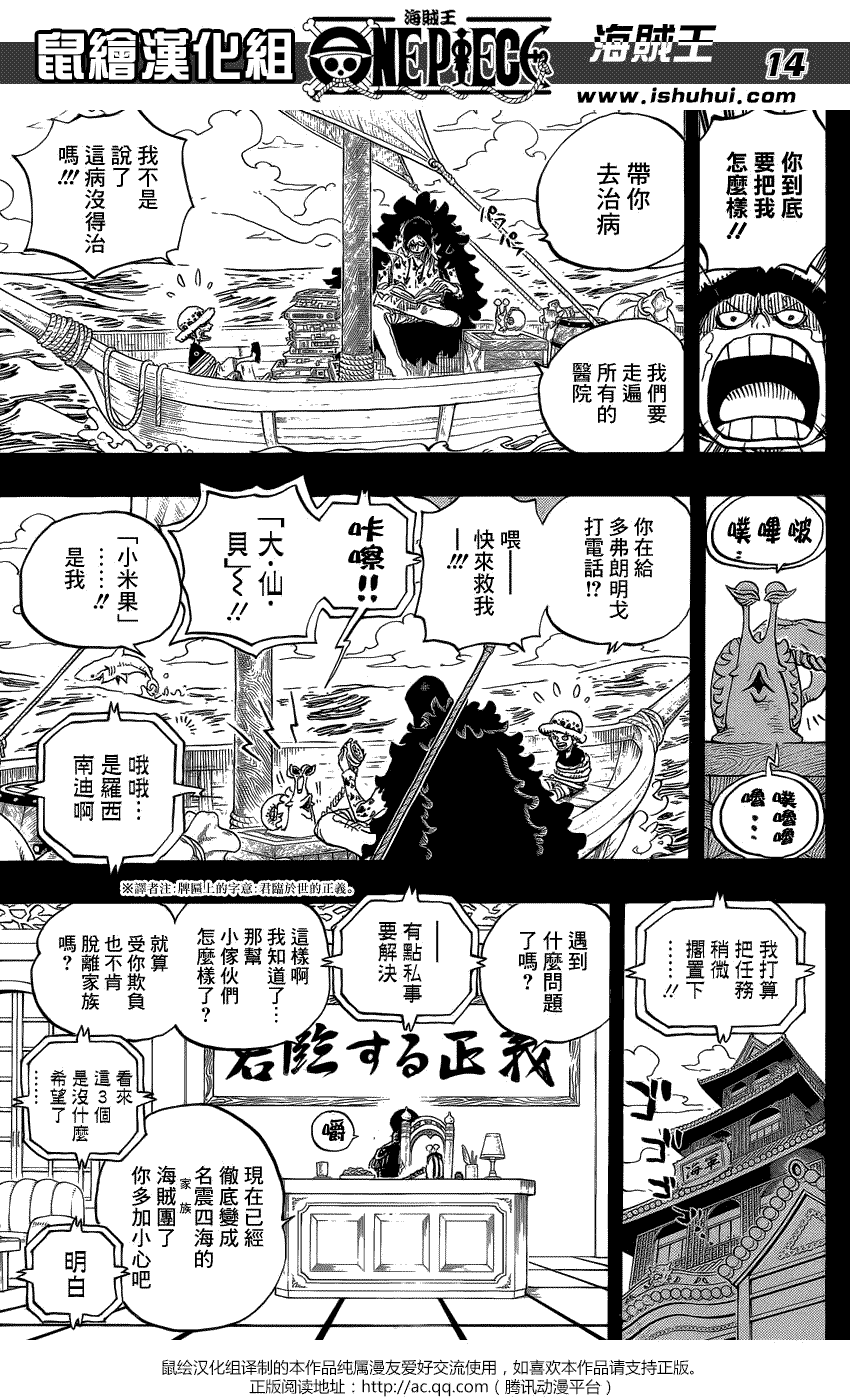 鼠繪漢化組
海賊王
ONE PIECE
海賊王
14
www.ishuhui.com
你到底
要把我
怎麼樣!!
帶你
去治病
我不是
說了
這病沒得治
嗎!!!
我們要
走遍
所有的
醫院
噗嗶啵
…
噗嚕嚕
嚕…
你在給
多弗朗明戈
打電話!?
喂——
快來救我
——!!!
咔嚓!!
「大·仙·
貝」〜!!
「小米果」
……!!
是我
哦哦…
是羅西
南迪啊
※譯者注:牌匾上的字意:君臨於世的正義。
我打算
把任務
稍微
擱置下
……!!
海軍
遇到
什麼問題
了嗎?
——
有點私事
要解決
這樣啊
我知道了…
那幫
小傢伙們
怎麼樣了?
就算
受你欺負
也不肯
脫離家族
嗎?
看來
這3個
是沒什麼
希望了
……
君臨する正義
嚼
現在已經
徹底變成
名震四海的
家族
海賊團了
你多加小心吧
明白
鼠绘汉化组译制的本作品纯属漫友爱好交流使用，如喜欢本作品请支持正版。
正版阅读地址：http://ac.qq.com（腾讯动漫平台）